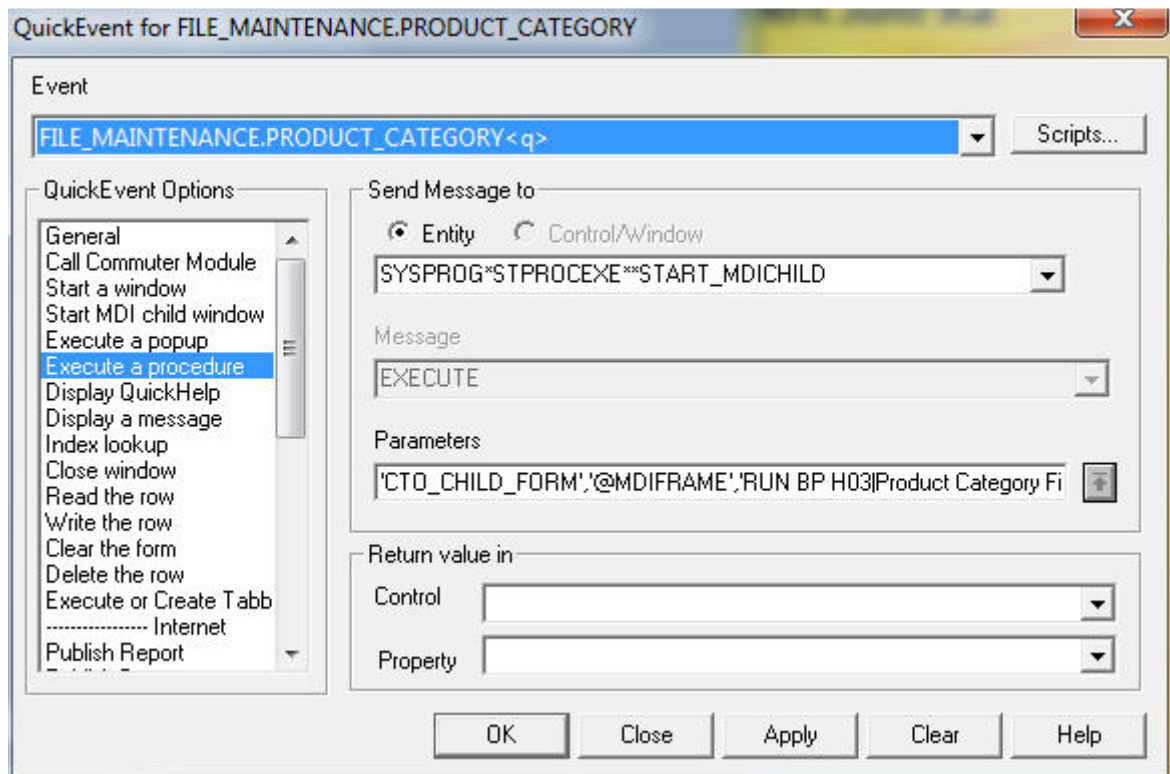 QuickEvent for FILE_MAINTENANCE.PRODUCT_CATEGORY
Event
FILE_MAINTENANCE.PRODUCT_CATEGORY<q>
Scripts...
QuickEvent Options
General
Call Commuter Module
Start a window
Start MDI child window
Execute a popup
Execute a procedure
Display QuickHelp
Display a message
Index lookup
Close window
Read the row
Write the row
Clear the form
Delete the row
Execute or Create Tabb
---------------- Internet
Publish Report
Send Message to
Entity
Control/Window
SYSPROG*STPROCEXE**START_MDICHILD
Message
EXECUTE
Parameters
'CTO_CHILD_FORM','@MDIFRAME','RUN BP H03|Product Category Fi
Return value in
Control
Property
OK
Close
Apply
Clear
Help